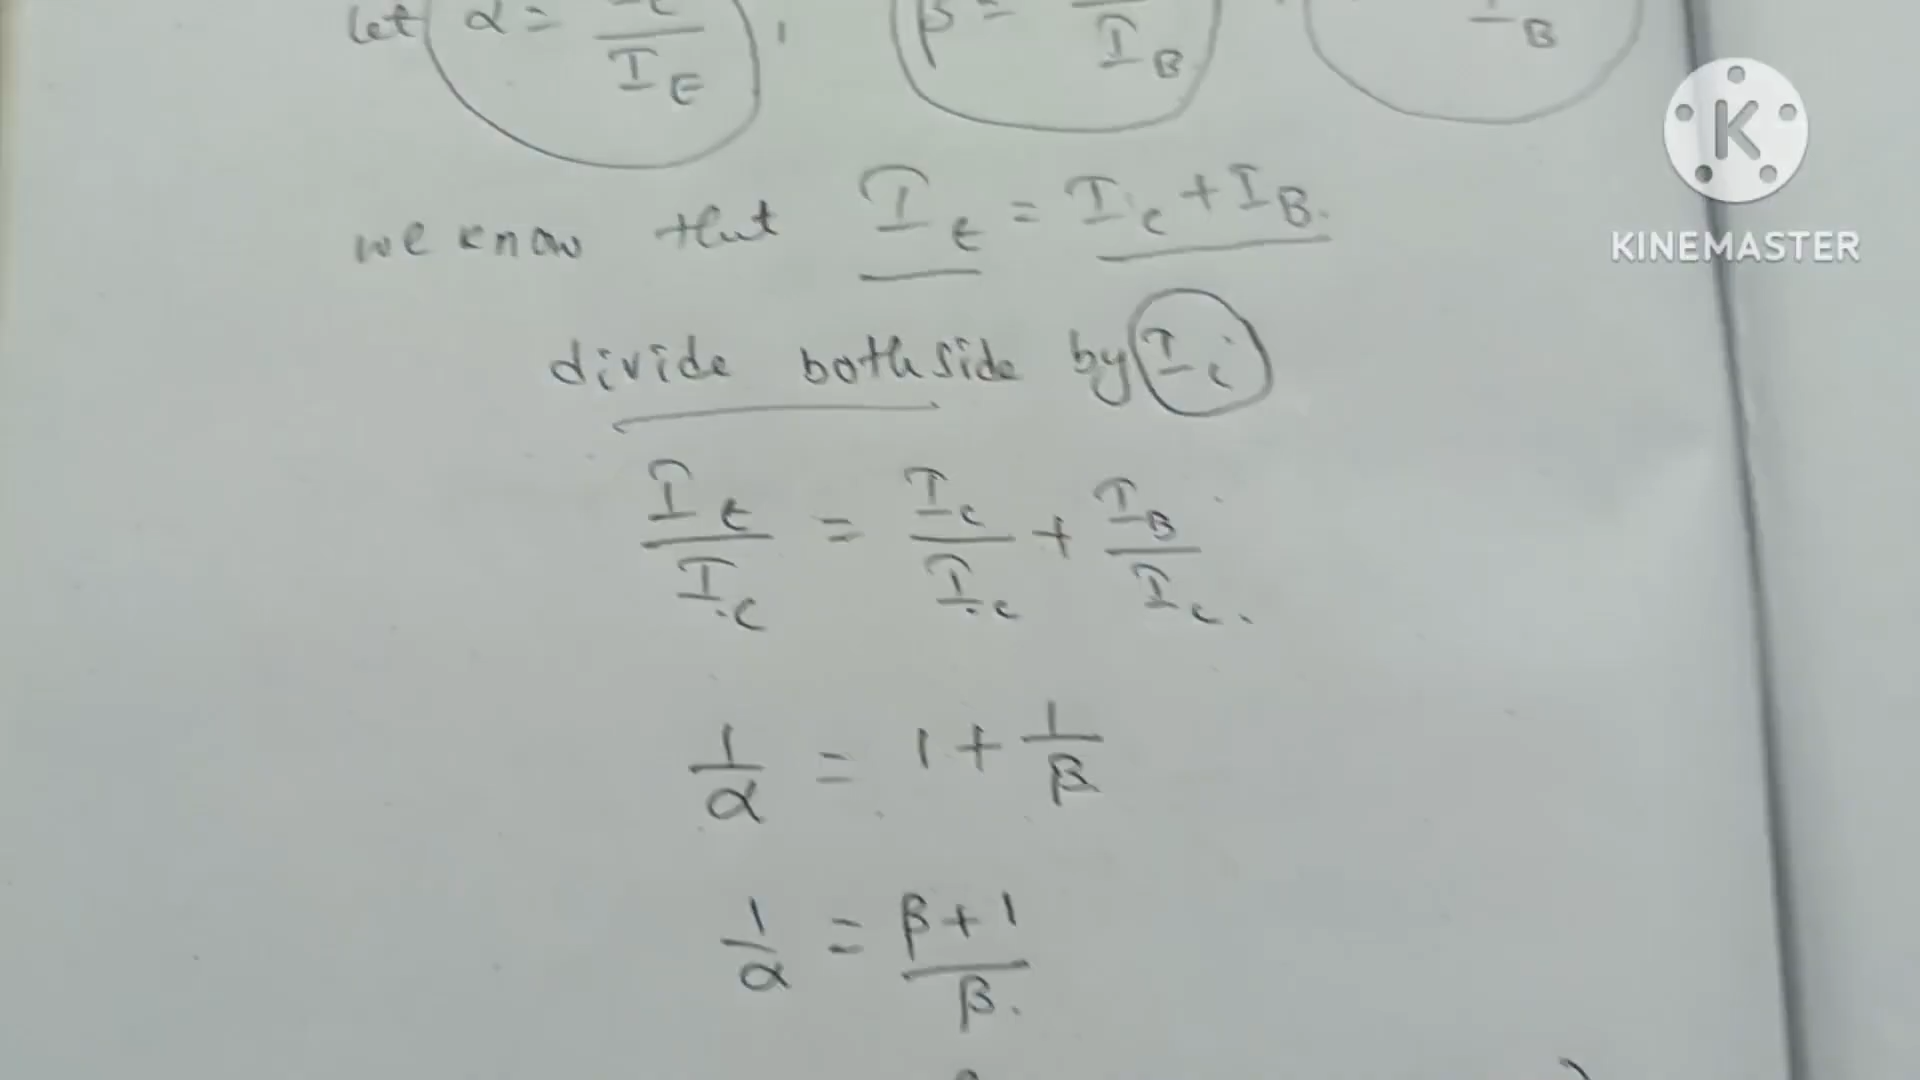 let α = I_C / I_E , β = / I_B I_B
we know that I_E = I_C + I_B.
divide both side by I_C
I_E / I_C = I_C / I_C + I_B / I_C.
1/α = 1 + 1/β
1/α = β + 1 / β.
KINEMASTER